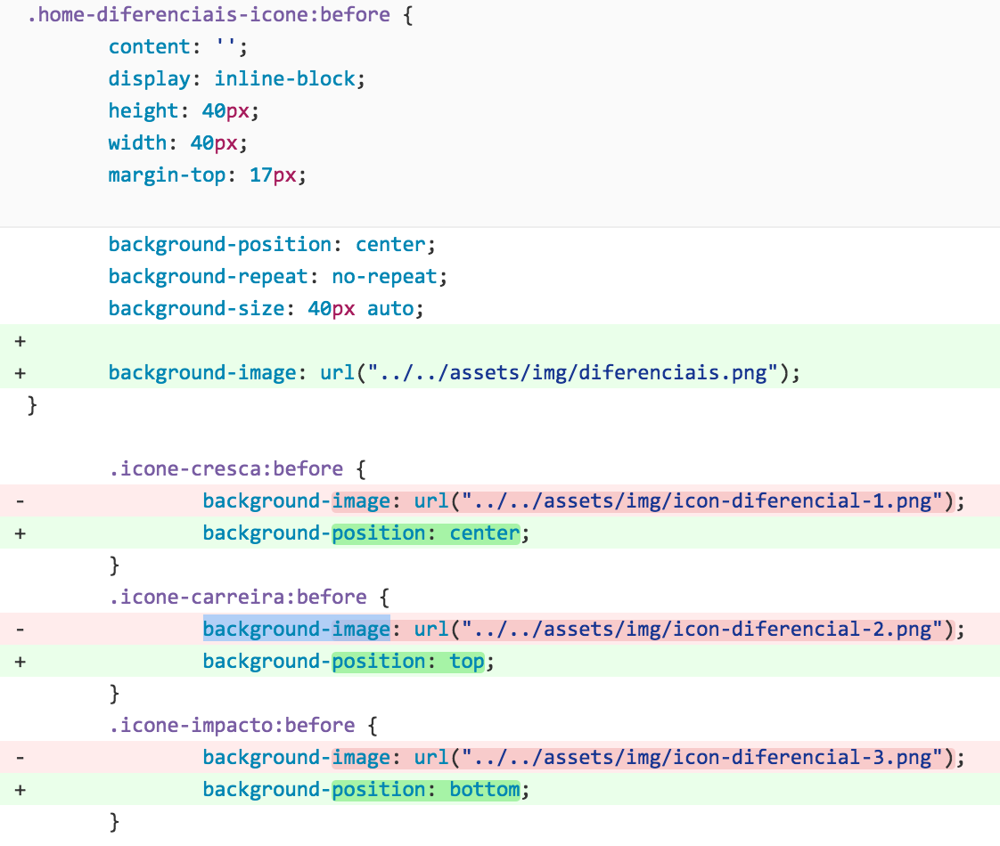 .home-diferenciais-icone:before {
content: '';
display: inline-block;
height: 40px;
width: 40px;
margin-top: 17px;
background-position: center;
background-repeat: no-repeat;
background-size: 40px auto;
+
+ background-image: url("../../assets/img/diferenciais.png");
}
.icone-cresca:before {
- background-image: url("../../assets/img/icon-diferencial-1.png");
+ background-position: center;
}
.icone-carreira:before {
- background-image: url("../../assets/img/icon-diferencial-2.png");
+ background-position: top;
}
.icone-impacto:before {
- background-image: url("../../assets/img/icon-diferencial-3.png");
+ background-position: bottom;
}